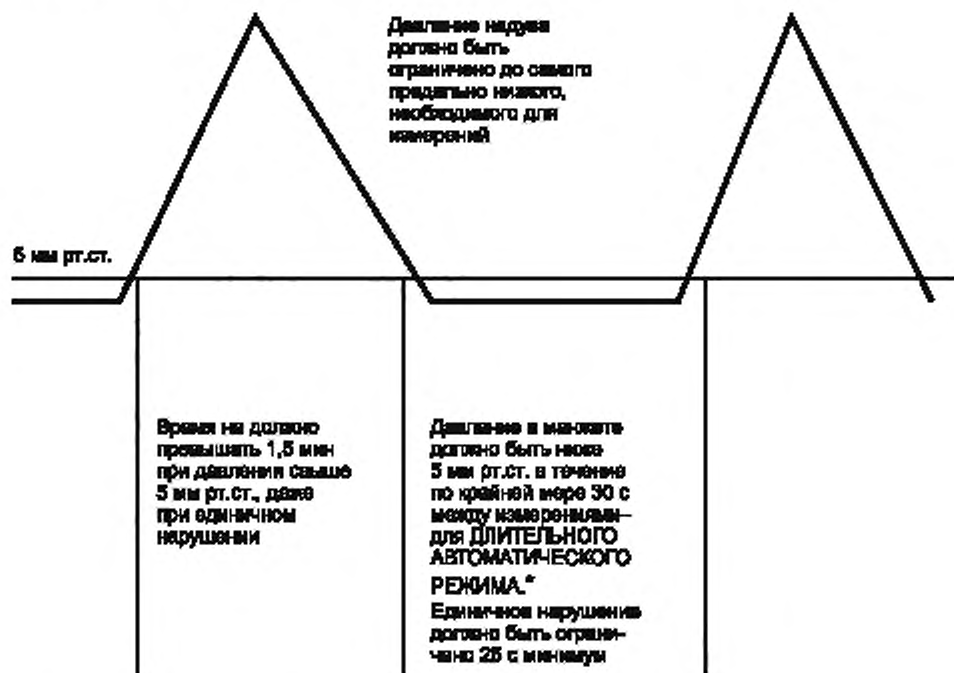 Давление надува
должно быть
ограничено до самого
предельно низкого,
необходимого для
измерений
5 мм рт.ст.
Время не должно
превышать 1,5 мин
при давлении свыше
5 мм рт.ст., даже
при единичном
нарушении
Давление в манжете
должно быть ниже
5 мм рт.ст. в течение
по крайней мере 30 с
между измерениями–
для ДЛИТЕЛЬНОГО
АВТОМАТИЧЕСКОГО
РЕЖИМА.*
Единичное нарушение
должно быть ограни-
чено 25 с минимум